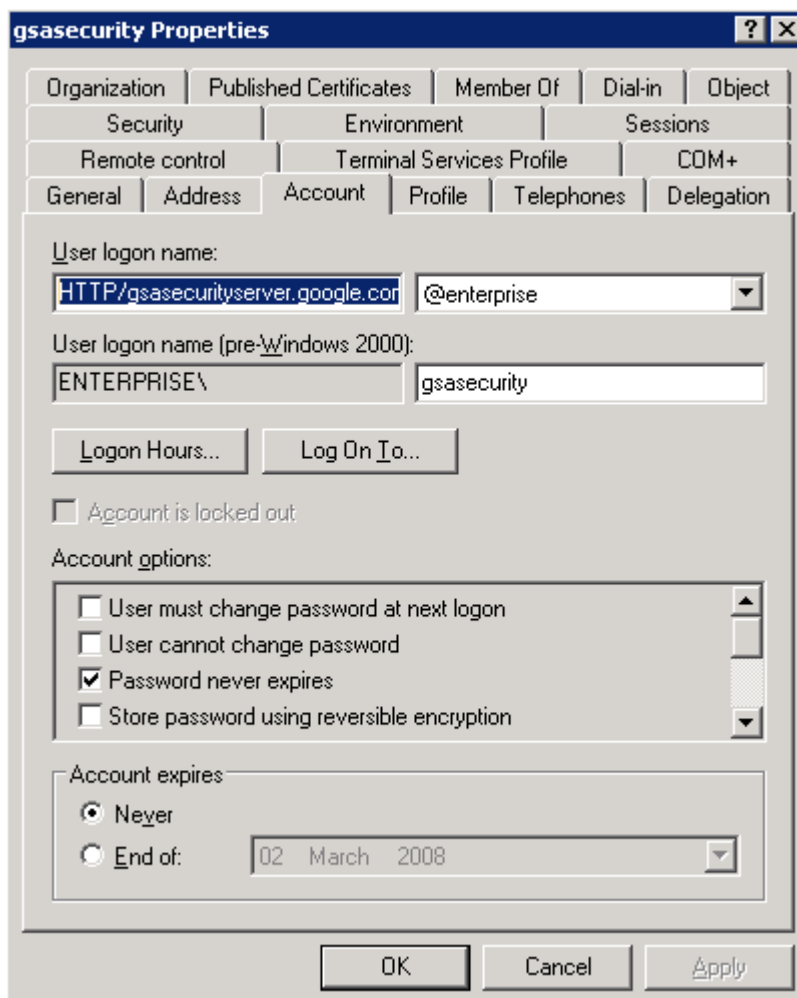 gsasecurity Properties
Organization Published Certificates Member Of Dial-in Object
Security Environment Sessions
Remote control Terminal Services Profile COM+
General Address Account Profile Telephones Delegation
User logon name:
HTTP/gsasecurityserver.google.cor @enterprise
User logon name (pre-Windows 2000):
ENTERPRISE\ gsasecurity
Logon Hours... Log On To...
Account is locked out
Account options:
User must change password at next logon
User cannot change password
Password never expires
Store password using reversible encryption
Account expires
Never
End of: 02 March 2008
OK Cancel Apply